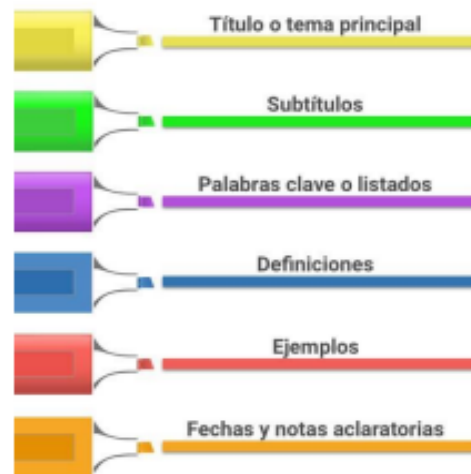 Título o tema principal
Subtítulos
Palabras clave o listados
Definiciones
Ejemplos
Fechas y notas aclaratorias